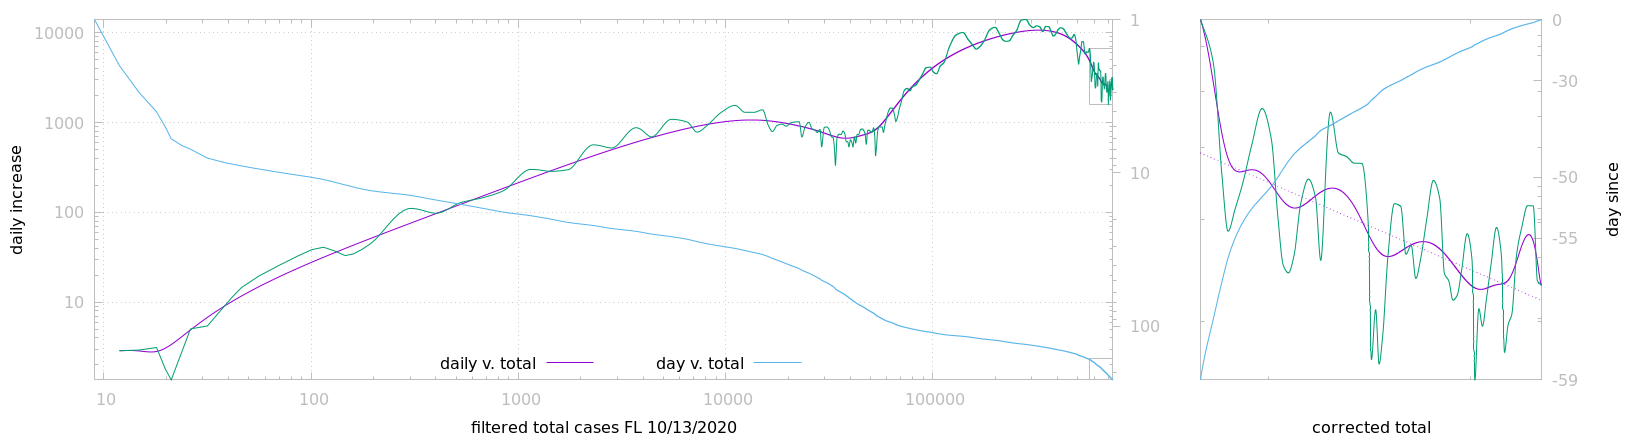 10000
1000
100
10
daily increase
10
100
1000
10000
100000
filtered total cases FL 10/13/2020
daily v. total
day v. total
1
10
100
0
-30
-50
-55
-59
day since
corrected total